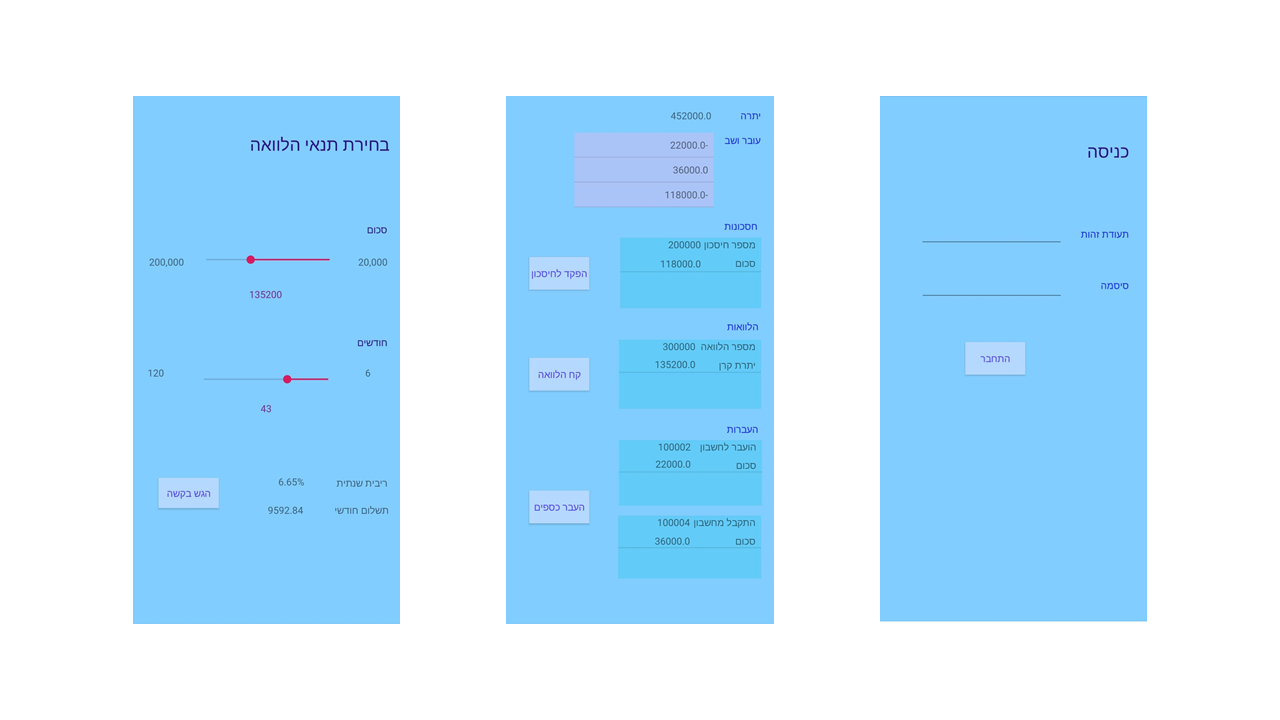 כניסה
תעודת זהות
סיסמה
התחבר
יתרה 452000.0
עובר ושב
22000.0-
36000.0
118000.0-
חסכונות
מספר חיסכון 200000
סכום 118000.0
הפקד לחיסכון
הלוואות
מספר הלוואה 300000
יתרת קרן 135200.0
קח הלוואה
העברות
הועבר לחשבון 100002
סכום 22000.0
העבר כספים
התקבל מחשבון 100004
סכום 36000.0
בחירת תנאי הלוואה
סכום
20,000 200,000
135200
חודשים
6 120
43
ריבית שנתית 6.65%
הגש בקשה
תשלום חודשי 9592.84